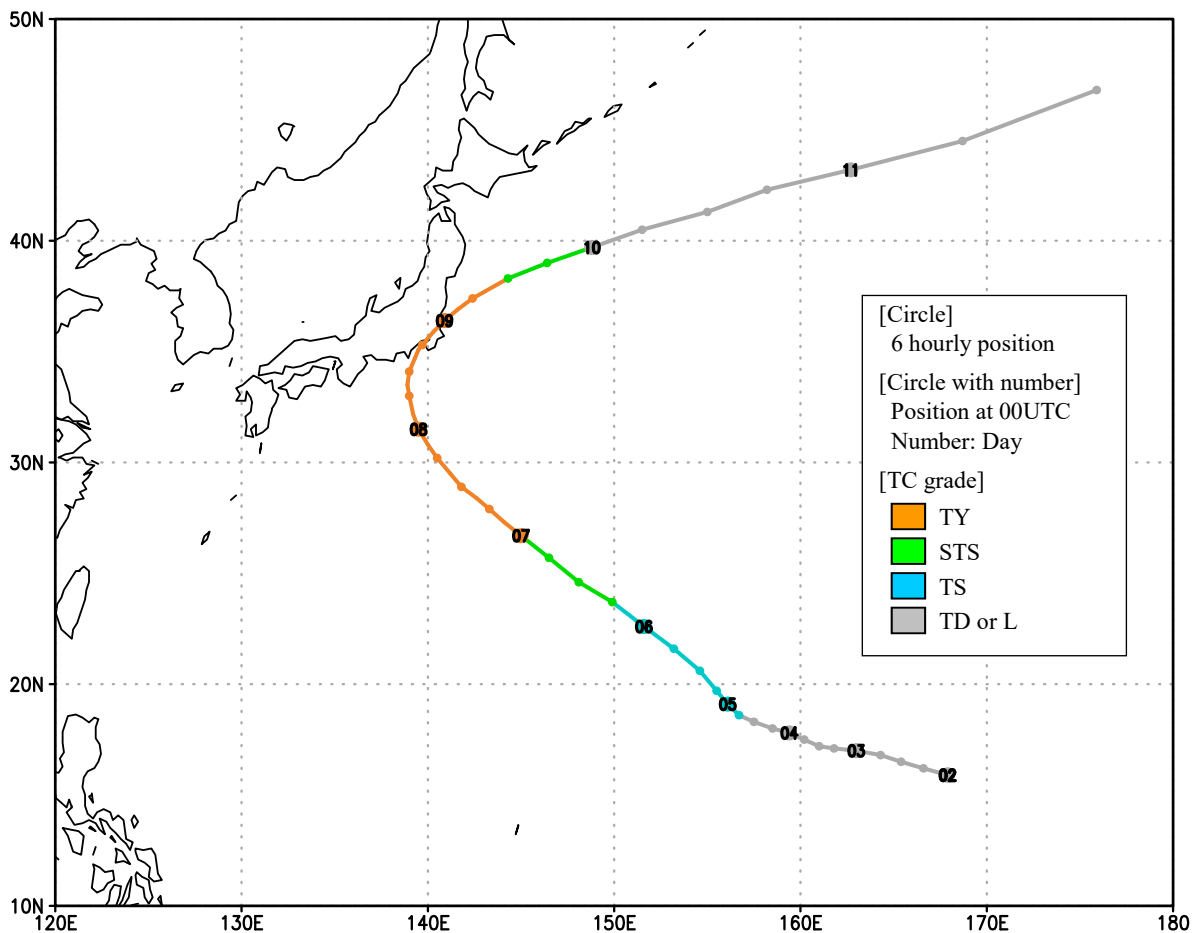 50N
40N
30N
20N
10N
120E 130E 140E 150E 160E 170E 180
11
10
09
08
07
06
05
04
03
02
[Circle]
6 hourly position
[Circle with number]
Position at 00UTC
Number: Day
[TC grade]
TY
STS
TS
TD or L